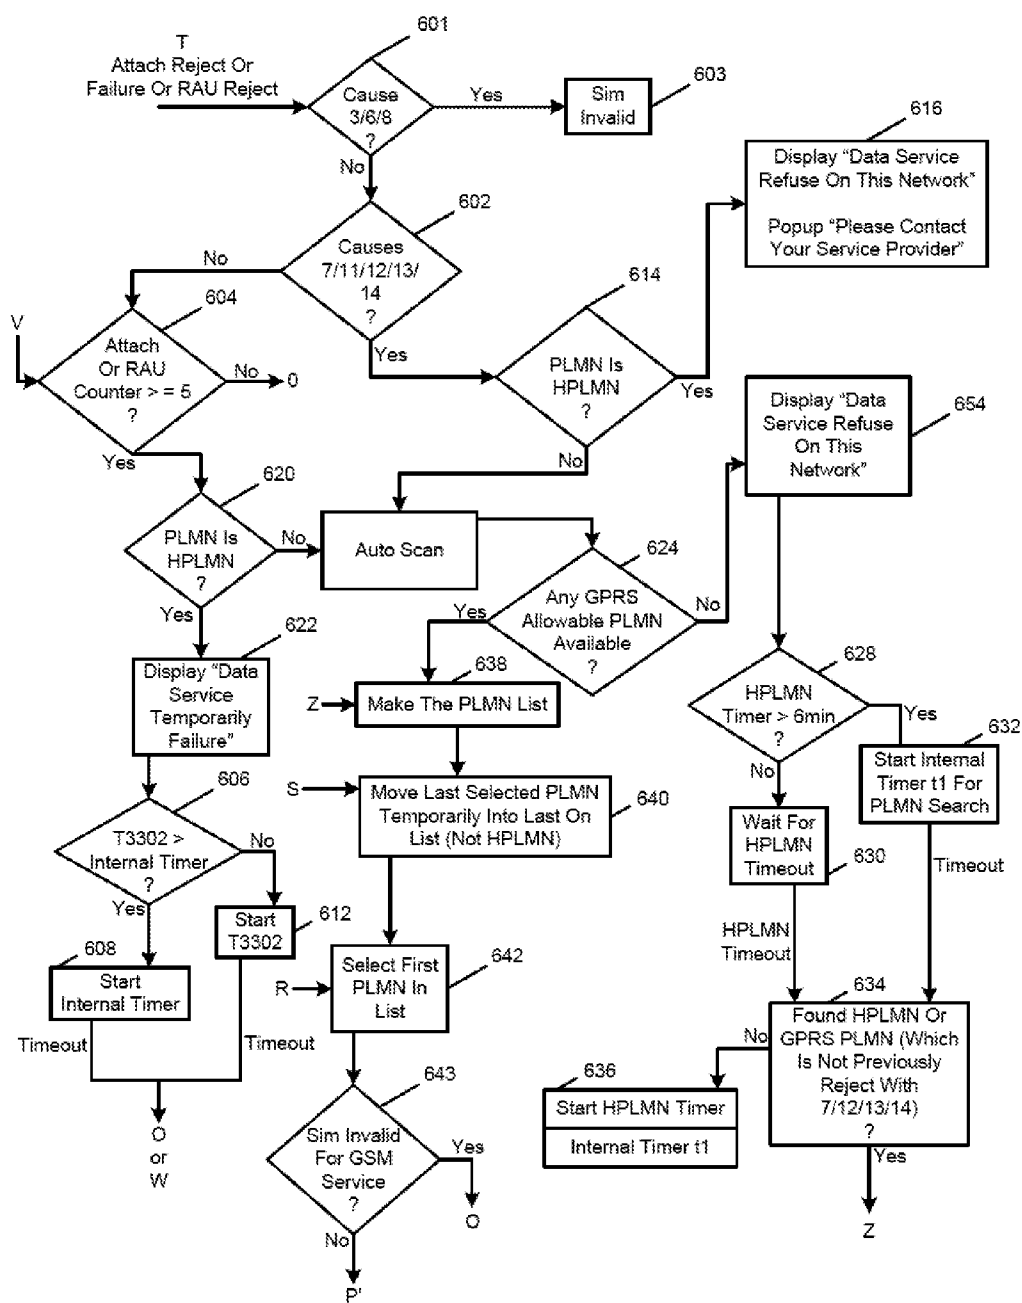 601
T
Attach Reject Or
Failure Or RAU Reject
Cause
3/6/8
?
Yes
Sim
Invalid
603
No
616
Display “Data Service
Refuse On This Network”
Popup “Please Contact
Your Service Provider”
602
Causes
7/11/12/13/
14
?
No
Yes
604
V
Attach
Or RAU
Counter > = 5
?
No
0
Yes
614
PLMN Is
HPLMN
?
Yes
No
Display “Data
Service Refuse
On This
Network”
654
620
PLMN Is
HPLMN
?
No
Yes
Auto Scan
624
Any GPRS
Allowable PLMN
Available
?
Yes
No
622
Display “Data
Service
Temporarily
Failure”
638
Z
Make The PLMN List
628
HPLMN
Timer > 6min
?
Yes
No
632
Start Internal
Timer t1 For
PLMN Search
S
Move Last Selected PLMN
Temporarily Into Last On
List (Not HPLMN)
640
606
T3302 >
Internal Timer
?
No
Yes
Wait For
HPLMN
Timeout
630
Timeout
612
Start
T3302
608
Start
Internal Timer
HPLMN
Timeout
R
Select First
PLMN In
List
642
Timeout
Timeout
O
or
W
634
Found HPLMN Or
GPRS PLMN (Which
Is Not Previously
Reject With
7/12/13/14)
?
No
Yes
Z
636
Start HPLMN Timer
Internal Timer t1
643
Sim Invalid
For GSM
Service
?
Yes
O
No
P'